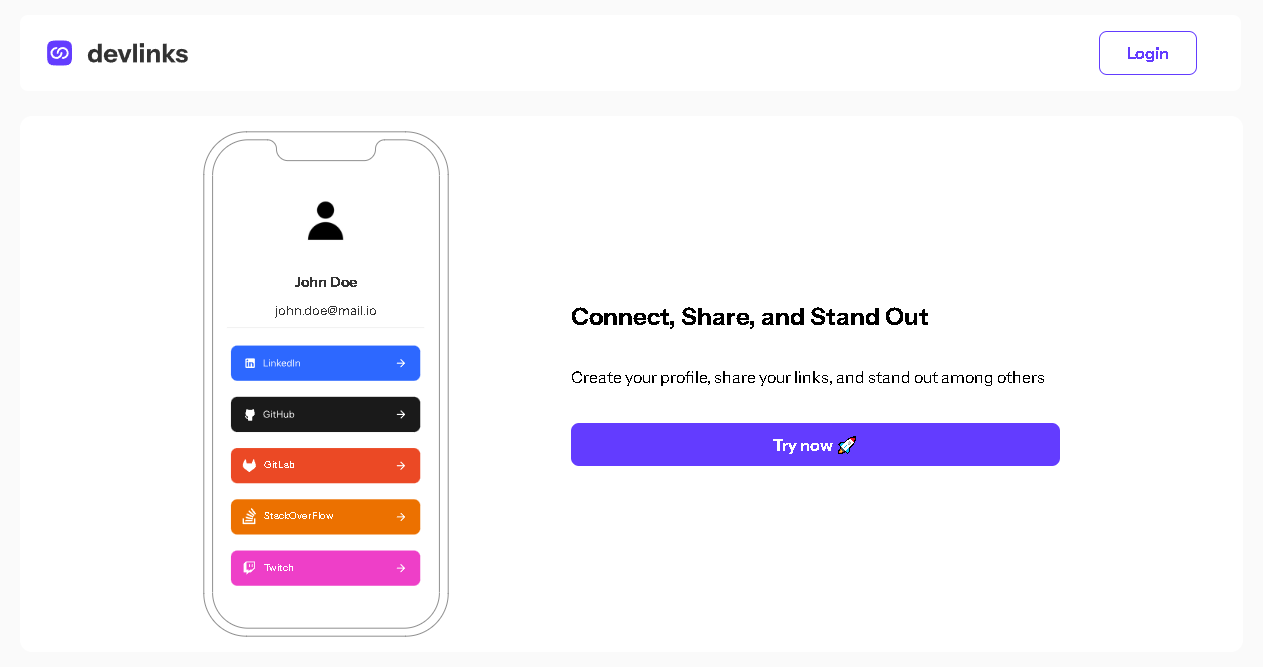 devlinks
Login
John Doe
john.doe@mail.io
LinkedIn
GitHub
GitLab
StackOverFlow
Twitch
Connect, Share, and Stand Out
Create your profile, share your links, and stand out among others
Try now 🚀